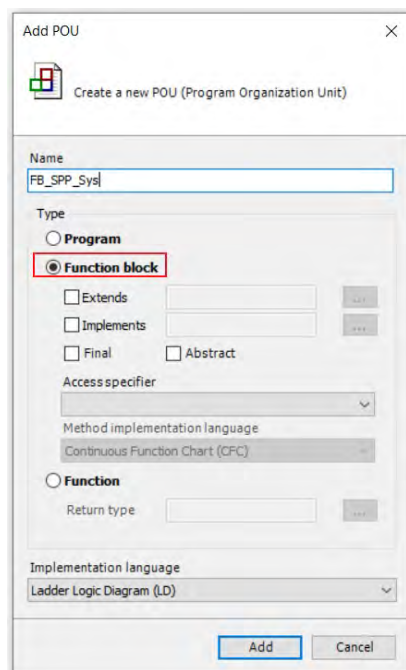 Add POU
Create a new POU (Program Organization Unit)
Name
FB_SPP_Sys
Type
Program
Function block
Extends
...
Implements
...
Final Abstract
Access specifier
Method implementation language
Continuous Function Chart (CFC)
Function
Return type
...
Implementation language
Ladder Logic Diagram (LD)
Add Cancel